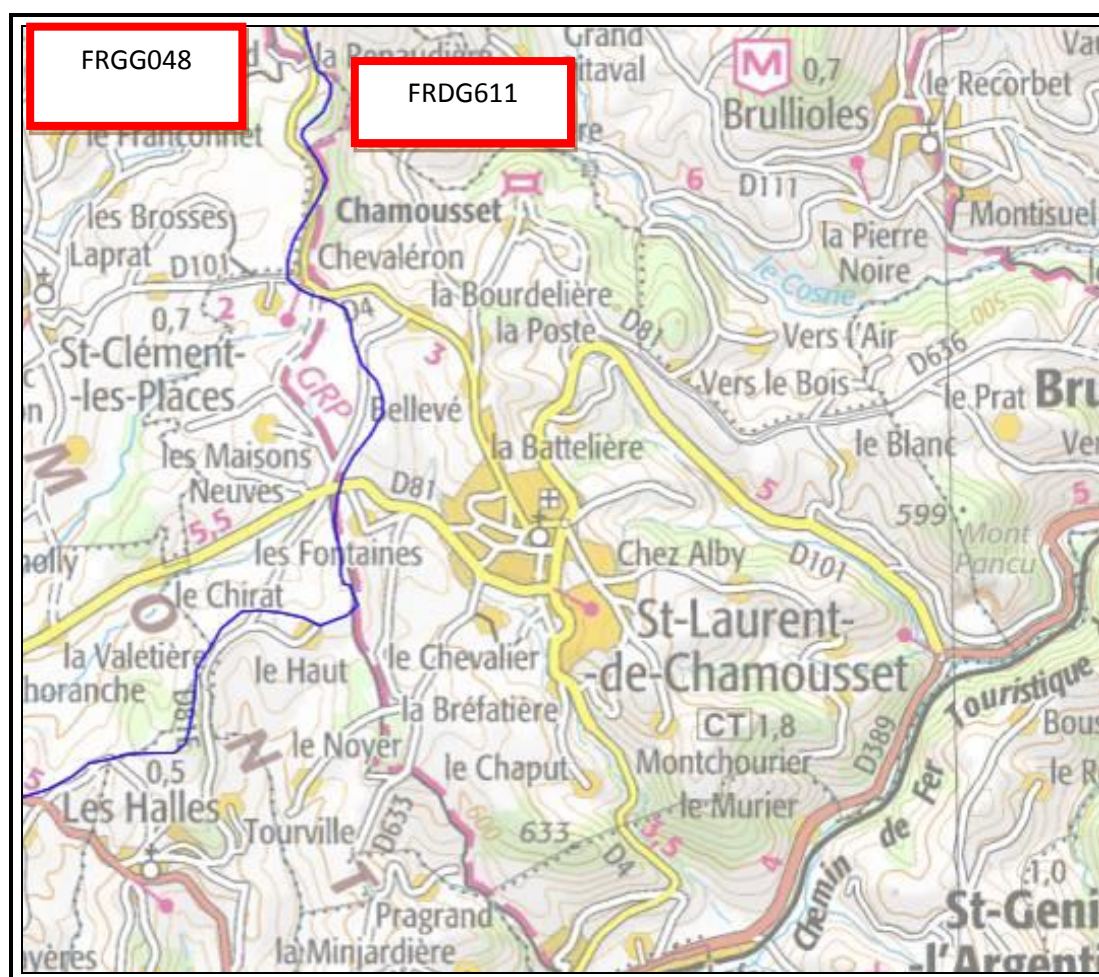 FRGG048
FRDG611
la Renaudière
Grand
M 0,7
Brullioles
le Recorbet
le Franconnet
D111
6
les Brosses
Laprat
D101
Chamousset
Chevaléron
la Pierre
Noire
Montisuel
le Cosne
500
la Bourdelière
la Poste
D4
D81
2
0,7
3
St-Clément-
-les-Places
GRP
Vers l'Air
D636
Bellevé
Vers le Bois
le Prat
la Battelière
le Blanc
les Maisons
Neuves
D81
5
5
5,5
599
Mont
Pancu
les Fontaines
Chez Alby
D101
le Chirat
St-Laurent-
-de-Chamousset
la Valetière
le Haut
le Chevalier
la Bréfatière
CT 1,8
D389
Touristique
le Noyer
le Chaput
Montchourier
le Murier
5
0,5
Les Halles
Tourville
D633
600
633
3,5
D4
4
Chemin
de
Fer
1,0
M
O
N
T
Pragrand
la Minjardière
St-Geni
-l'Argenti